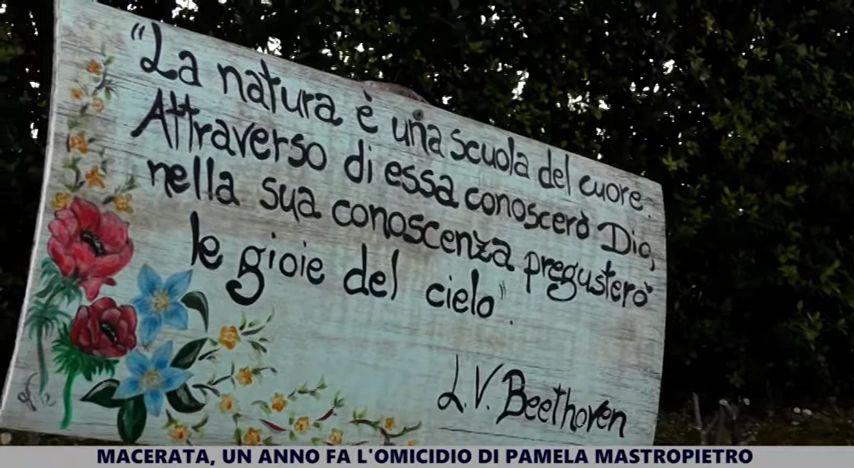 "La natura è una scuola del cuore.
Attraverso di essa conoscerò Dio,
nella sua conoscenza pregusterò
le gioie del cielo".
L.V. Beethoven
MACERATA, UN ANNO FA L'OMICIDIO DI PAMELA MASTROPIETRO